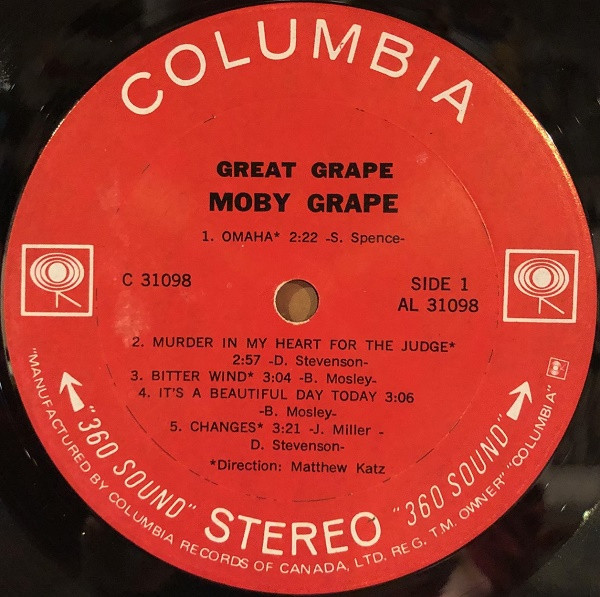 COLUMBIA
GREAT GRAPE
MOBY GRAPE
1. OMAHA* 2:22 -S. Spence-
C 31098
SIDE 1
AL 31098
2. MURDER IN MY HEART FOR THE JUDGE*
2:57 -D. Stevenson-
3. BITTER WIND* 3:04 -B. Mosley-
4. IT'S A BEAUTIFUL DAY TODAY 3:06
-B. Mosley-
5. CHANGES* 3:21 -J. Miller -
D. Stevenson-
*Direction: Matthew Katz
"360 SOUND" STEREO "360 SOUND"
"MANUFACTURED BY COLUMBIA RECORDS OF CANADA, LTD. REG. T.M. OWNER" "COLUMBIA"